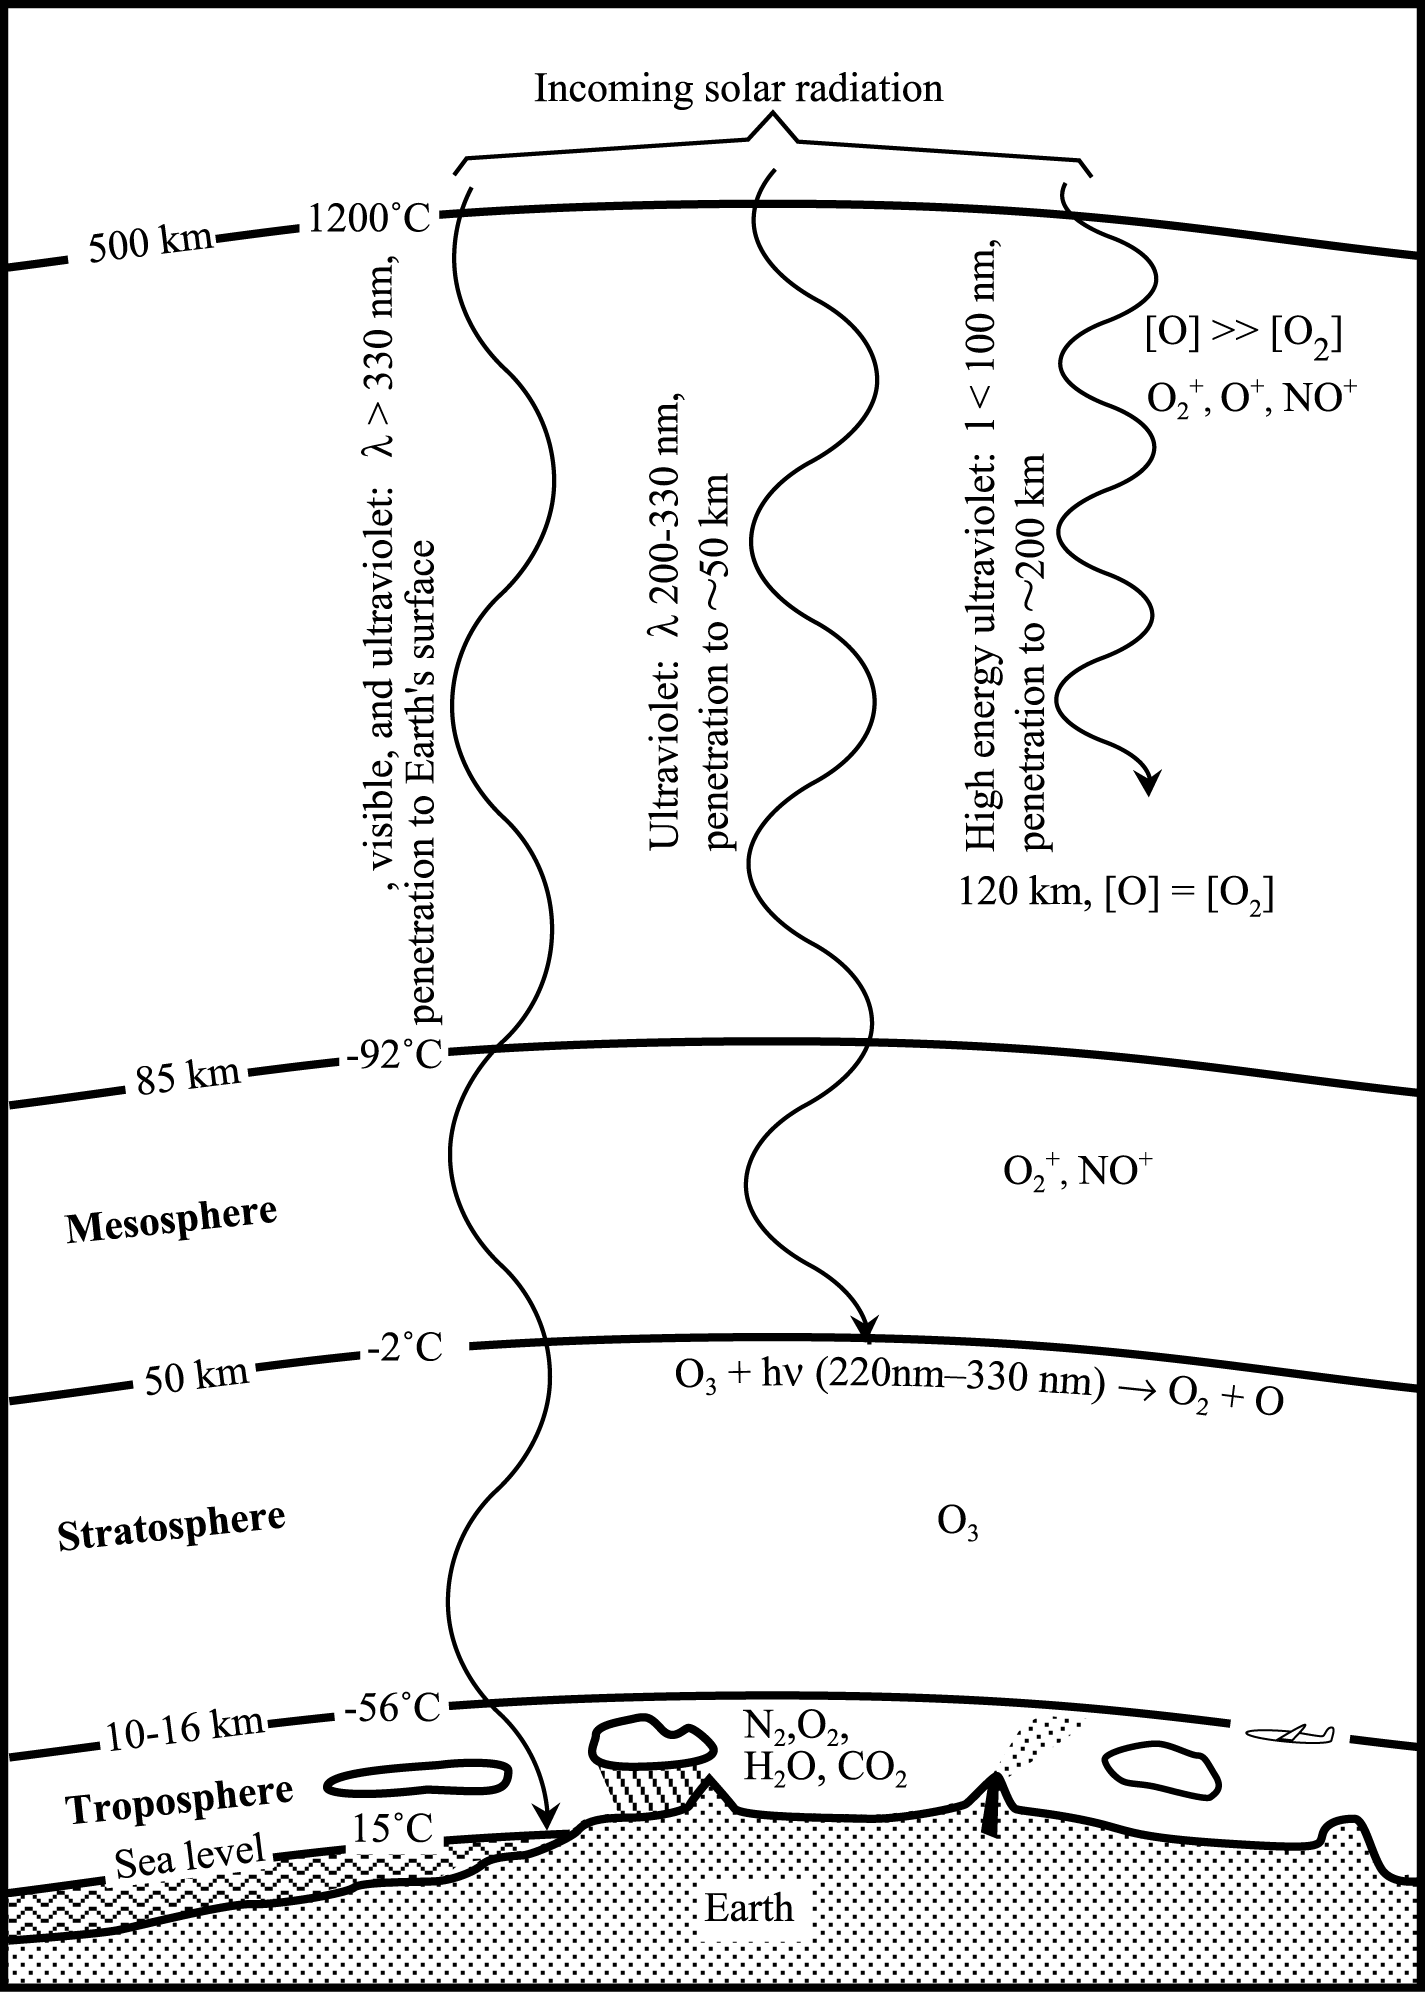 Incoming solar radiation
500 km
1200˚C
, visible, and ultraviolet: λ > 330 nm,
penetration to Earth's surface
Ultraviolet: λ 200-330 nm,
penetration to ~50 km
High energy ultraviolet: 1 < 100 nm,
penetration to ~200 km
[O] >> [O₂]
O₂⁺, O⁺, NO⁺
120 km, [O] = [O₂]
85 km
-92˚C
O₂⁺, NO⁺
Mesosphere
50 km
-2˚C
O₃ + hν (220nm–330 nm) → O₂ + O
Stratosphere
O₃
10-16 km
-56˚C
N₂,O₂,
H₂O, CO₂
Troposphere
15˚C
Sea level
Earth